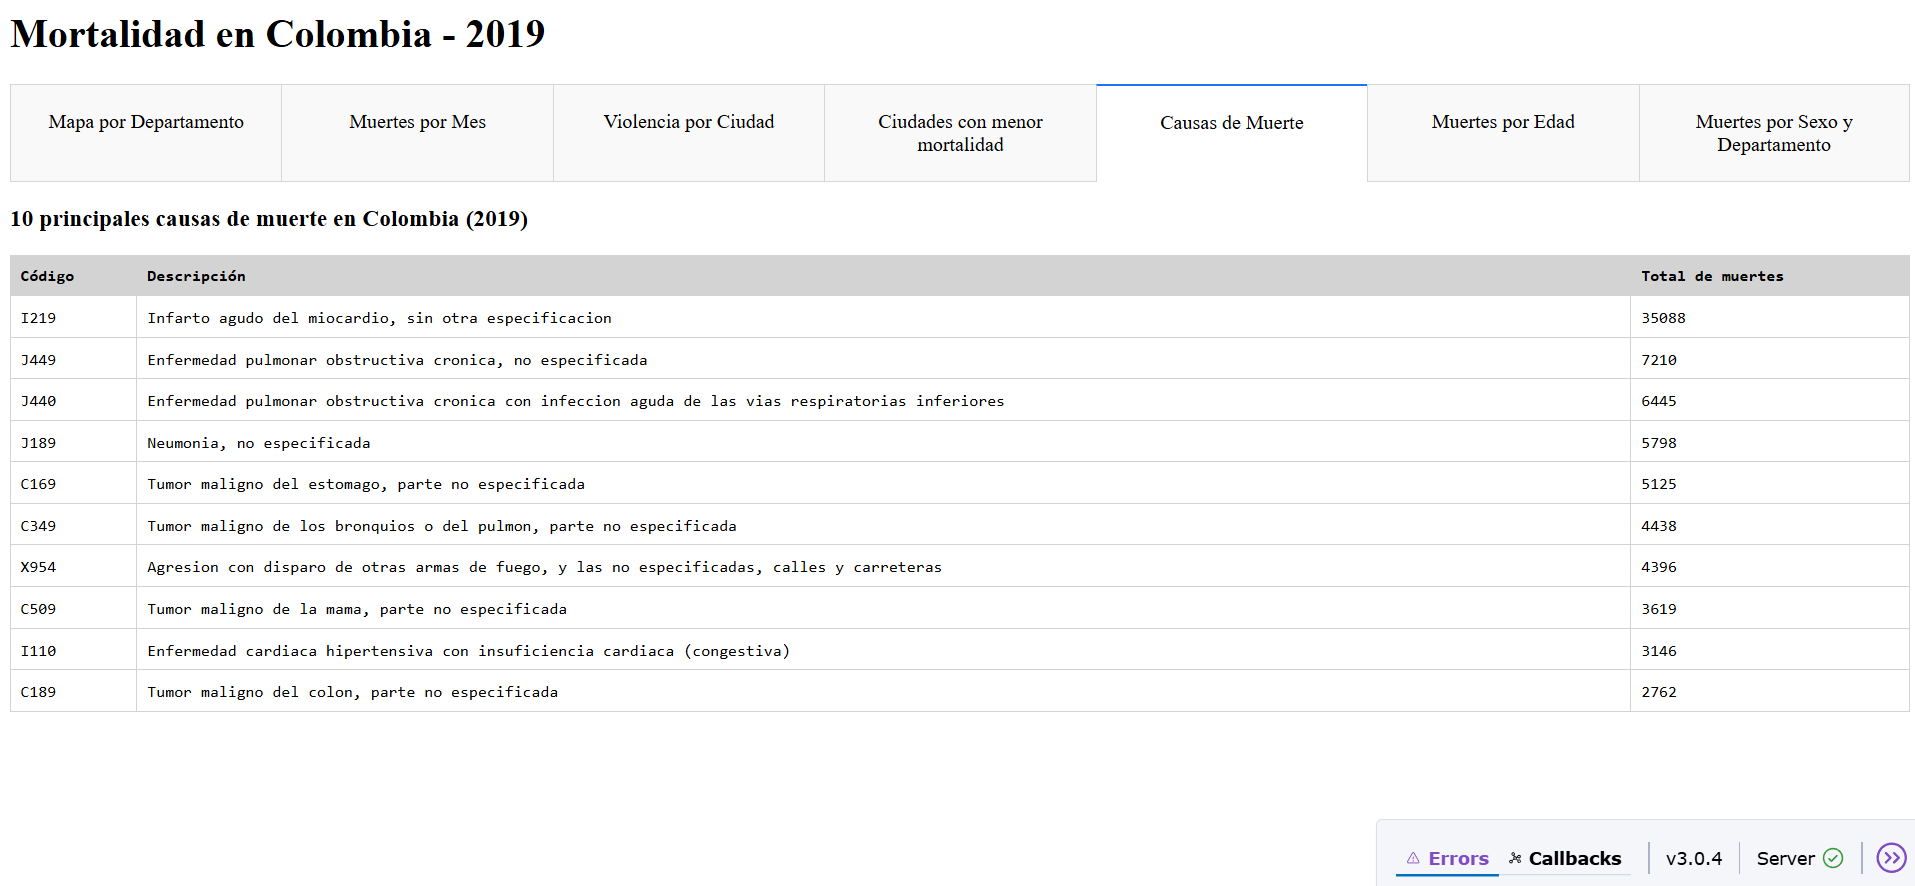 Mortalidad en Colombia - 2019
Mapa por Departamento
Muertes por Mes
Violencia por Ciudad
Ciudades con menor
mortalidad
Causas de Muerte
Muertes por Edad
Muertes por Sexo y
Departamento
10 principales causas de muerte en Colombia (2019)
Código Descripción Total de muertes
I219 Infarto agudo del miocardio, sin otra especificacion 35088
J449 Enfermedad pulmonar obstructiva cronica, no especificada 7210
J440 Enfermedad pulmonar obstructiva cronica con infeccion aguda de las vias respiratorias inferiores 6445
J189 Neumonia, no especificada 5798
C169 Tumor maligno del estomago, parte no especificada 5125
C349 Tumor maligno de los bronquios o del pulmon, parte no especificada 4438
X954 Agresion con disparo de otras armas de fuego, y las no especificadas, calles y carreteras 4396
C509 Tumor maligno de la mama, parte no especificada 3619
I110 Enfermedad cardiaca hipertensiva con insuficiencia cardiaca (congestiva) 3146
C189 Tumor maligno del colon, parte no especificada 2762
Errors Callbacks v3.0.4 Server